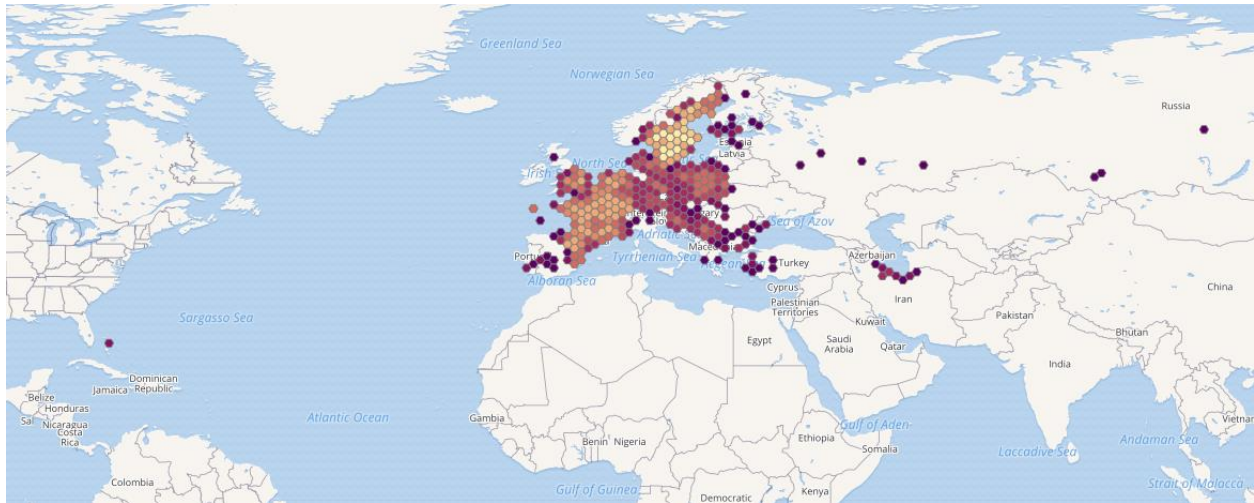 Greenland Sea
Norwegian Sea
Russia
Latvia
North Sea
Irish
Sea of Azov
Adriatic Sea
Tyrrhenian Sea
Turkey
Azerbaijan
Alboran Sea
Cyprus
Palestinian
Territories
Iran
China
Pakistan
Kuwait
Bhutan
Sargasso Sea
Egypt
Saudi
Arabia
Qatar
India
Dominican
Republic
Jamaica
Belize
Honduras
Nicaragua
Costa
Rica
Atlantic Ocean
Gambia
Gulf of Aden
Benin
Nigeria
Ethiopia
Somalia
Andaman Sea
Laccadive Sea
Vietnam
Colombia
Gulf of Guinea
Democratic
Kenya
Strait of Malacca